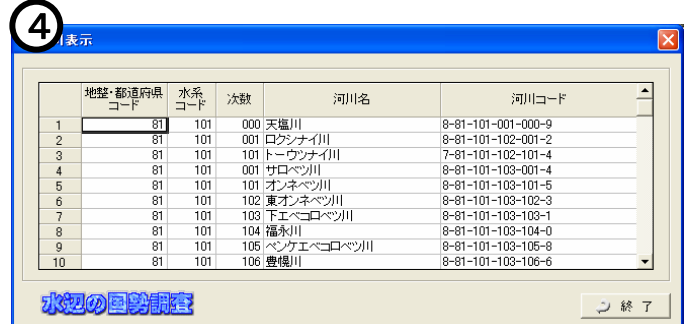 ④
表示
地整・都道府県コード 水系コード 次数 河川名 河川コード
1 81 101 000 天塩川 8-81-101-001-000-9
2 81 101 001 ロクシナイ川 8-81-101-102-001-2
3 81 101 101 トーウツナイ川 7-81-101-102-101-4
4 81 101 001 サロベツ川 8-81-101-103-001-4
5 81 101 101 オンネベツ川 8-81-101-103-101-5
6 81 101 102 東オンネベツ川 8-81-101-103-102-3
7 81 101 103 下エベコロベツ川 8-81-101-103-103-1
8 81 101 104 福永川 8-81-101-103-104-0
9 81 101 105 ペンケエベコロベツ川 8-81-101-103-105-8
10 81 101 106 豊幌川 8-81-101-103-106-6
水辺の国勢調査 終了